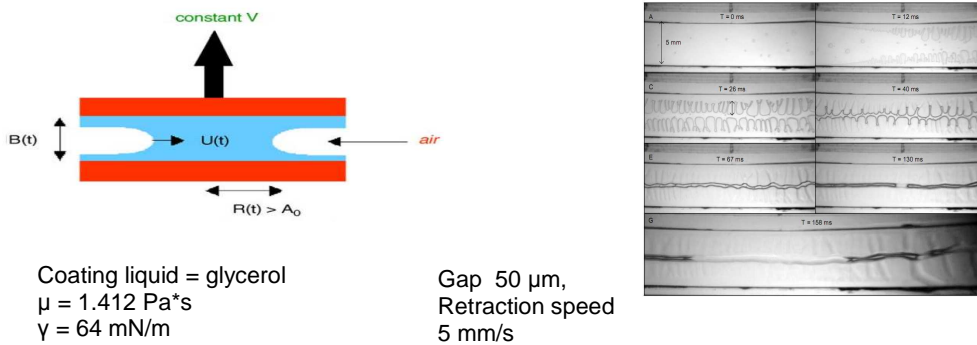 constant V
B(t)
U(t)
air
R(t) > A₀
Coating liquid = glycerol
μ = 1.412 Pa*s
γ = 64 mN/m
Gap 50 μm,
Retraction speed
5 mm/s
A
T = 0 ms
5 mm
T = 12 ms
C
T = 26 ms
T = 40 ms
E
T = 67 ms
T = 130 ms
G
T = 156 ms